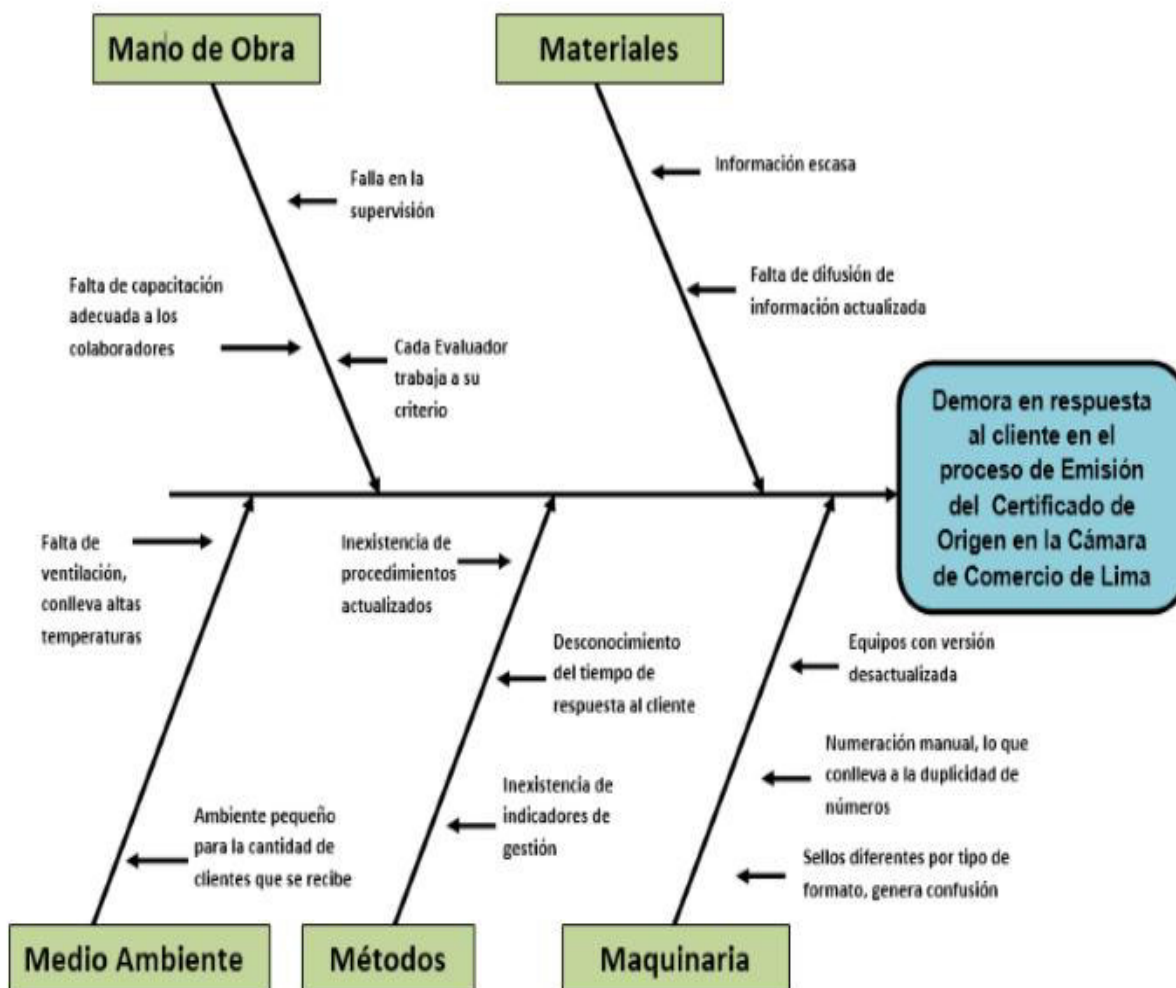 Mano de Obra
Materiales
Falla en la
supervisión
Falta de capacitación
adecuada a los
colaboradores
Cada Evaluador
trabaja a su
criterio
Información escasa
Falta de difusión de
información actualizada
Demora en respuesta
al cliente en el
proceso de Emisión
del Certificado de
Origen en la Cámara
de Comercio de Lima
Falta de
ventilación,
conlleva altas
temperaturas
Ambiente pequeño
para la cantidad de
clientes que se recibe
Inexistencia de
procedimientos
actualizados
Desconocimiento
del tiempo de
respuesta al cliente
Inexistencia de
indicadores de
gestión
Equipos con versión
desactualizada
Numeración manual, lo que
conlleva a la duplicidad de
números
Sellos diferentes por tipo de
formato, genera confusión
Medio Ambiente
Métodos
Maquinaria